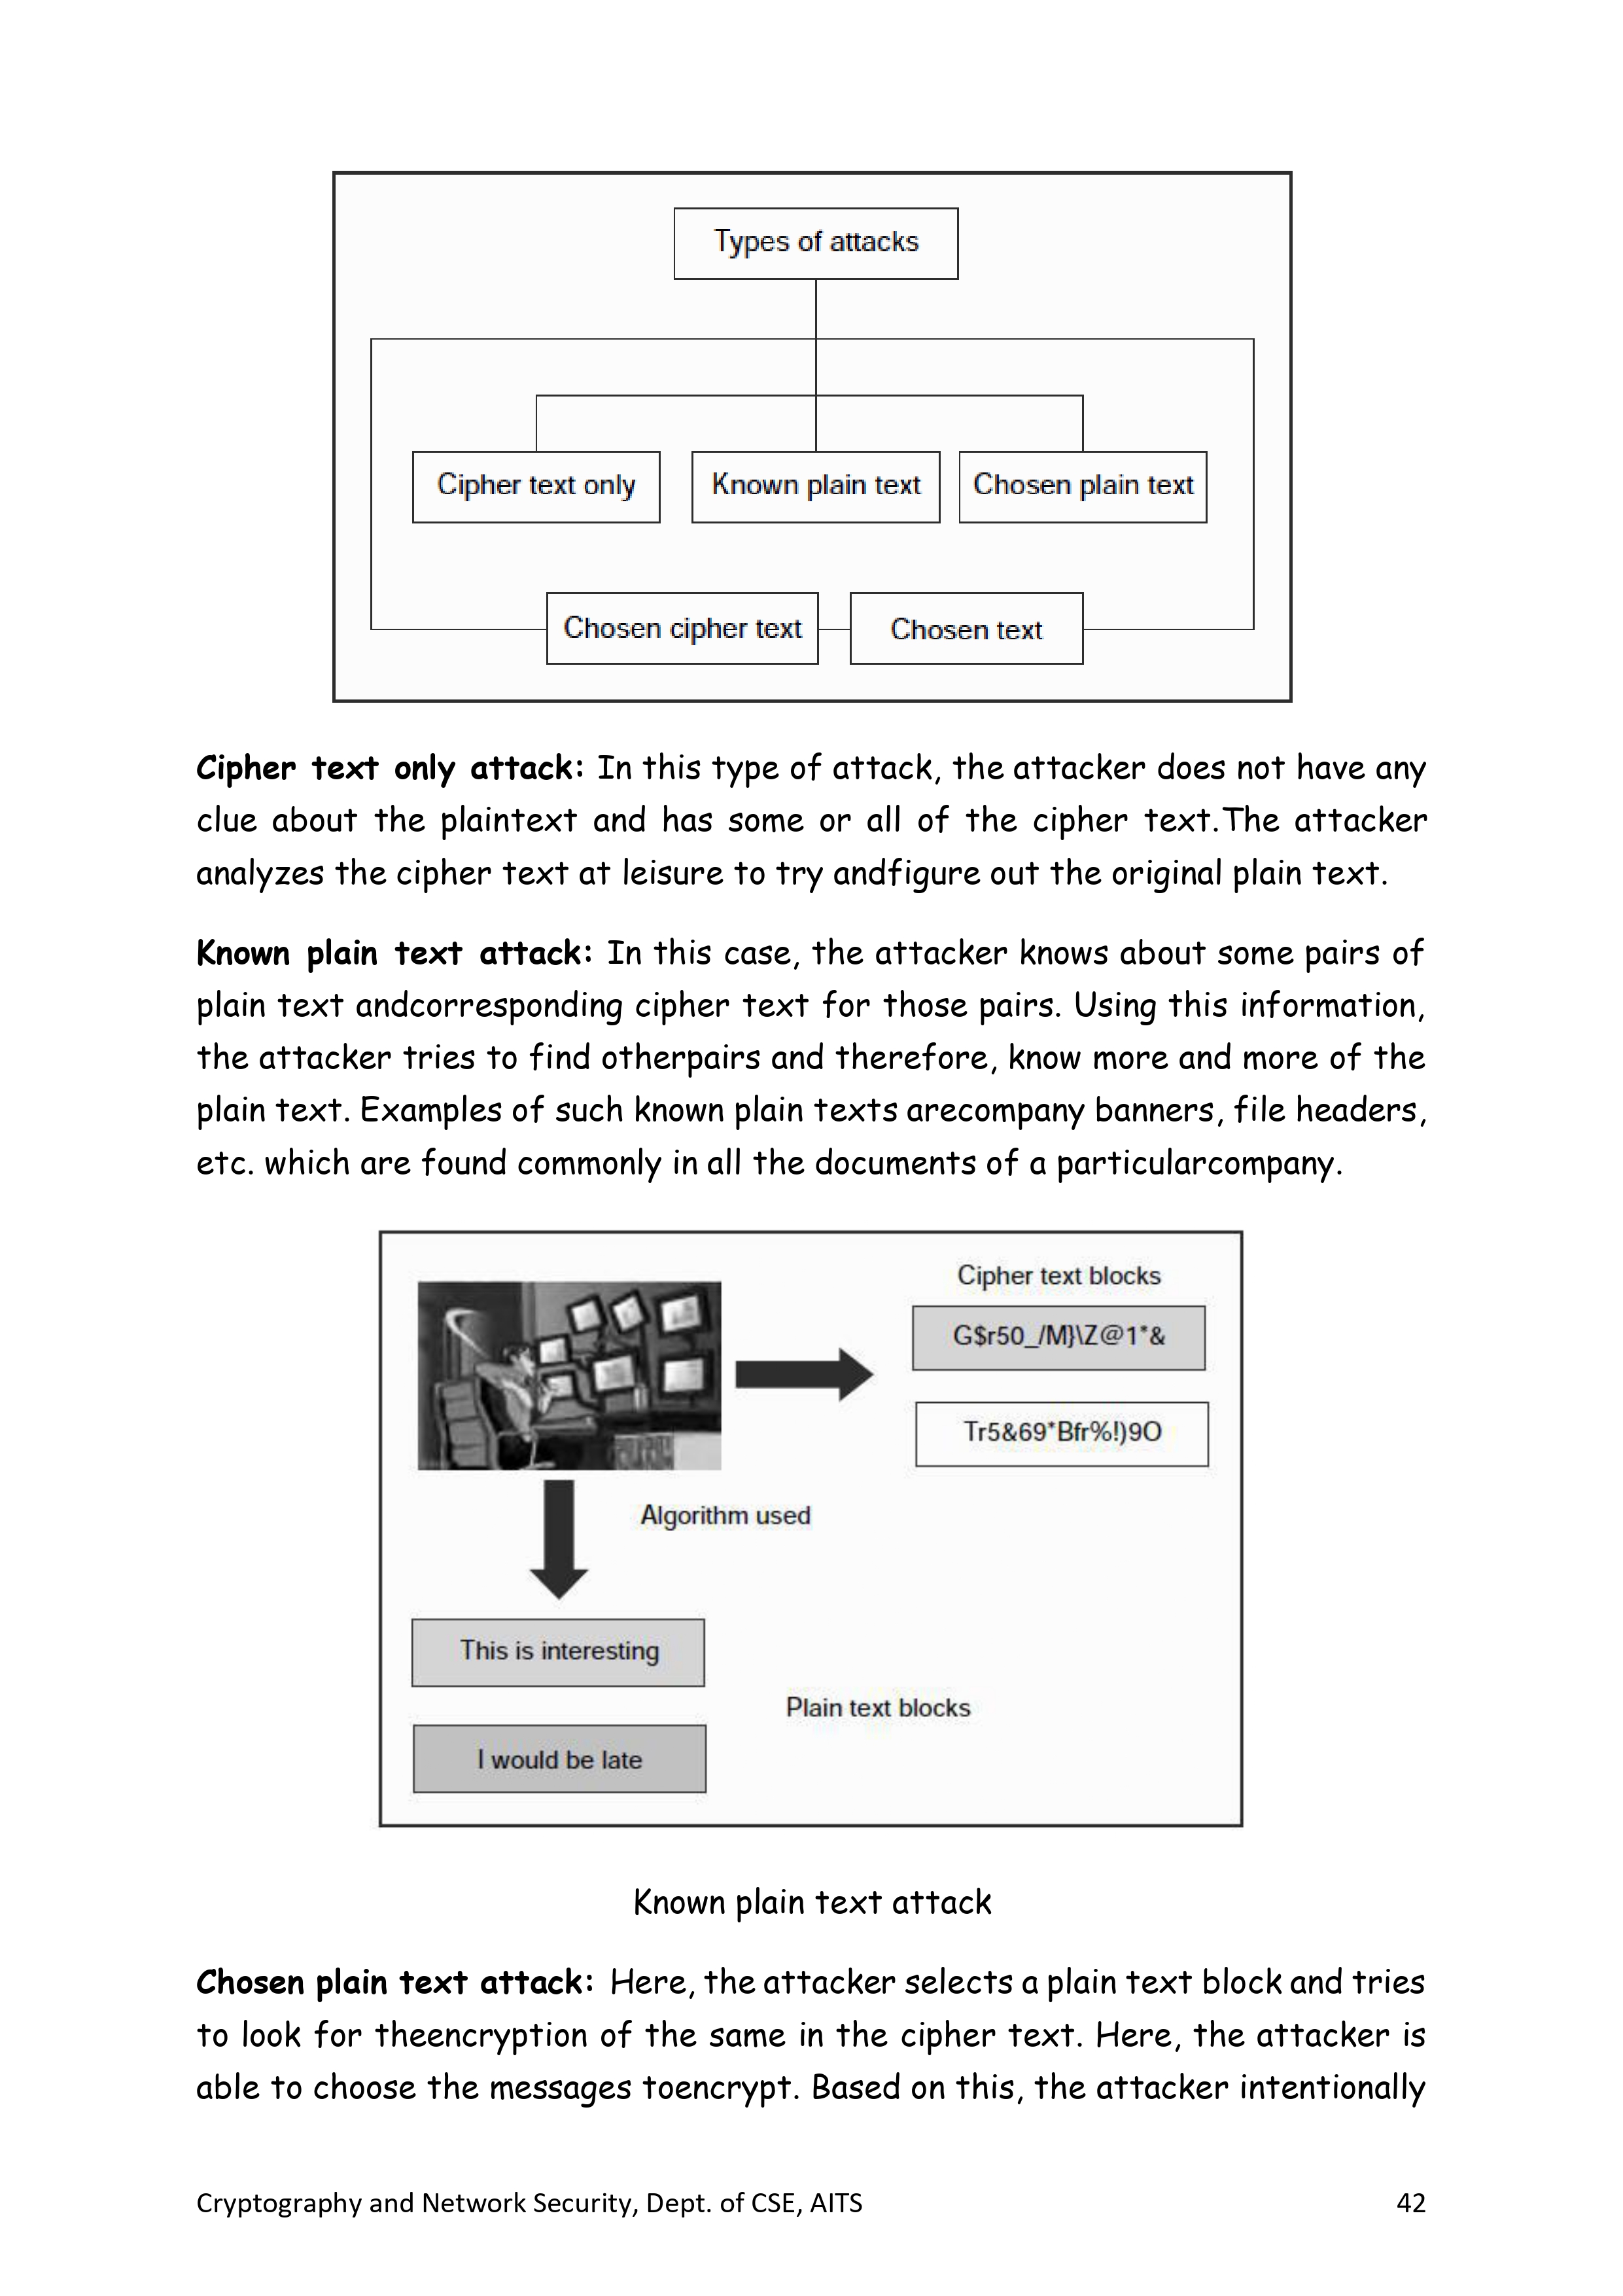 Types of attacks
Cipher text only
Known plain text
Chosen plain text
Chosen cipher text
Chosen text
Cipher text only attack: In this type of attack, the attacker does not have any
clue about the plaintext and has some or all of the cipher text.The attacker
analyzes the cipher text at leisure to try andfigure out the original plain text.
Known plain text attack: In this case, the attacker knows about some pairs of
plain text andcorresponding cipher text for those pairs. Using this information,
the attacker tries to find otherpairs and therefore, know more and more of the
plain text. Examples of such known plain texts arecompany banners, file headers,
etc. which are found commonly in all the documents of a particularcompany.
Cipher text blocks
G$r50_/M}\Z@1*&
Tr5&69*Bfr%!)9O
Algorithm used
This is interesting
Plain text blocks
I would be late
Known plain text attack
Chosen plain text attack: Here, the attacker selects a plain text block and tries
to look for theencryption of the same in the cipher text. Here, the attacker is
able to choose the messages toencrypt. Based on this, the attacker intentionally
Cryptography and Network Security, Dept. of CSE, AITS 42